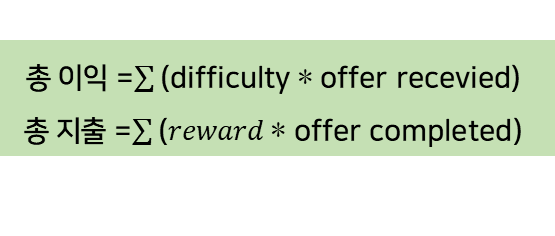 총 이익 =∑ (difficulty * offer recevied)
총 지출 =∑ (reward * offer completed)